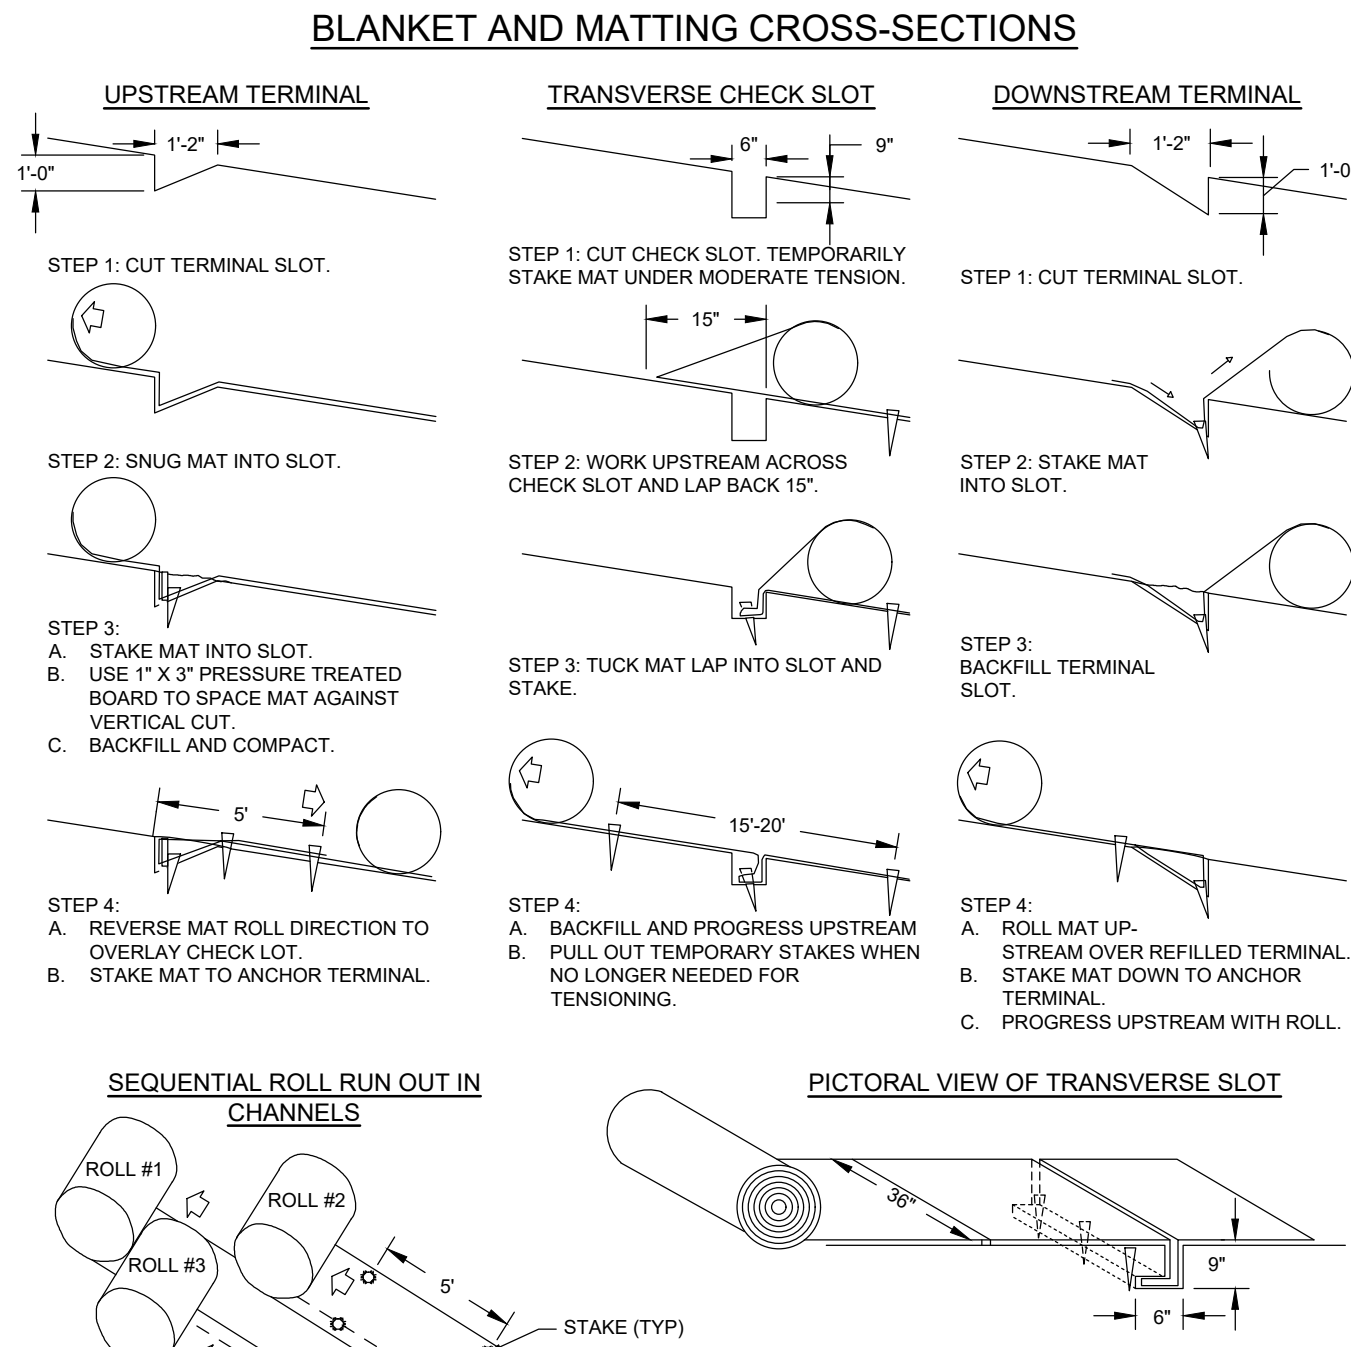 BLANKET AND MATTING CROSS-SECTIONS
UPSTREAM TERMINAL
1'-2"
1'-0"
STEP 1: CUT TERMINAL SLOT.
STEP 2: SNUG MAT INTO SLOT.
STEP 3:
A. STAKE MAT INTO SLOT.
B. USE 1" X 3" PRESSURE TREATED
BOARD TO SPACE MAT AGAINST
VERTICAL CUT.
C. BACKFILL AND COMPACT.
5'
STEP 4:
A. REVERSE MAT ROLL DIRECTION TO
OVERLAY CHECK LOT.
B. STAKE MAT TO ANCHOR TERMINAL.
TRANSVERSE CHECK SLOT
6"
9"
STEP 1: CUT CHECK SLOT. TEMPORARILY
STAKE MAT UNDER MODERATE TENSION.
15"
STEP 2: WORK UPSTREAM ACROSS
CHECK SLOT AND LAP BACK 15".
STEP 3: TUCK MAT LAP INTO SLOT AND
STAKE.
15'-20'
STEP 4:
A. BACKFILL AND PROGRESS UPSTREAM
B. PULL OUT TEMPORARY STAKES WHEN
NO LONGER NEEDED FOR
TENSIONING.
DOWNSTREAM TERMINAL
1'-2"
1'-0
STEP 1: CUT TERMINAL SLOT.
STEP 2: STAKE MAT
INTO SLOT.
STEP 3:
BACKFILL TERMINAL
SLOT.
STEP 4:
A. ROLL MAT UP-
STREAM OVER REFILLED TERMINAL.
B. STAKE MAT DOWN TO ANCHOR
TERMINAL.
C. PROGRESS UPSTREAM WITH ROLL.
SEQUENTIAL ROLL RUN OUT IN
CHANNELS
ROLL #1
ROLL #2
ROLL #3
5'
STAKE (TYP)
PICTORAL VIEW OF TRANSVERSE SLOT
36"
9"
6"